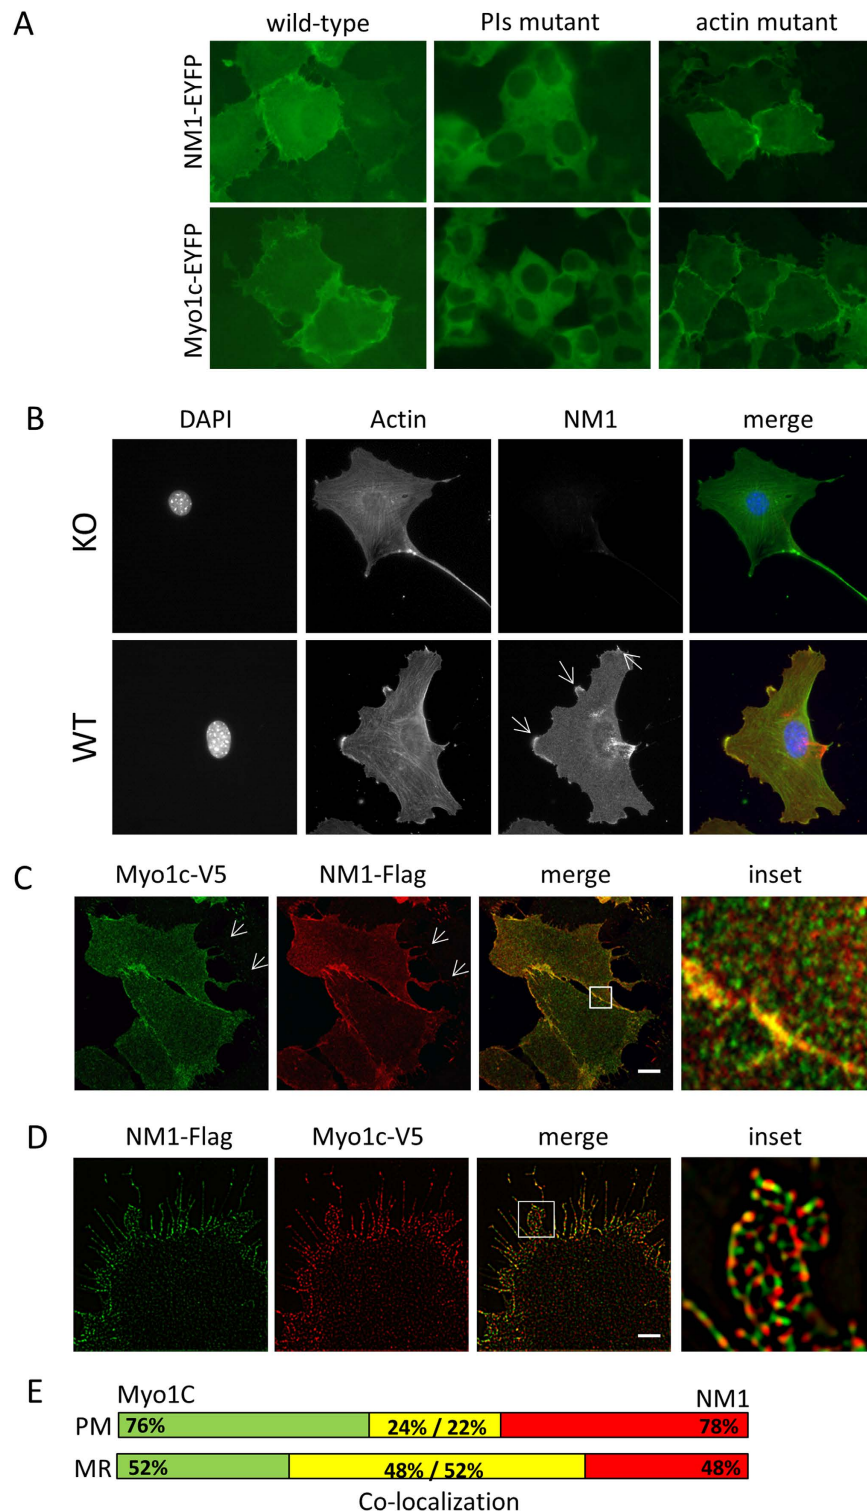 A
wild-type PIs mutant actin mutant
NM1-EYFP
Myo1c-EYFP
B
DAPI Actin NM1 merge
KO
WT
C
Myo1c-V5 NM1-Flag merge inset
D
NM1-Flag Myo1c-V5 merge inset
E
Myo1C NM1
PM 76% 24% / 22% 78%
MR 52% 48% / 52% 48%
Co-localization